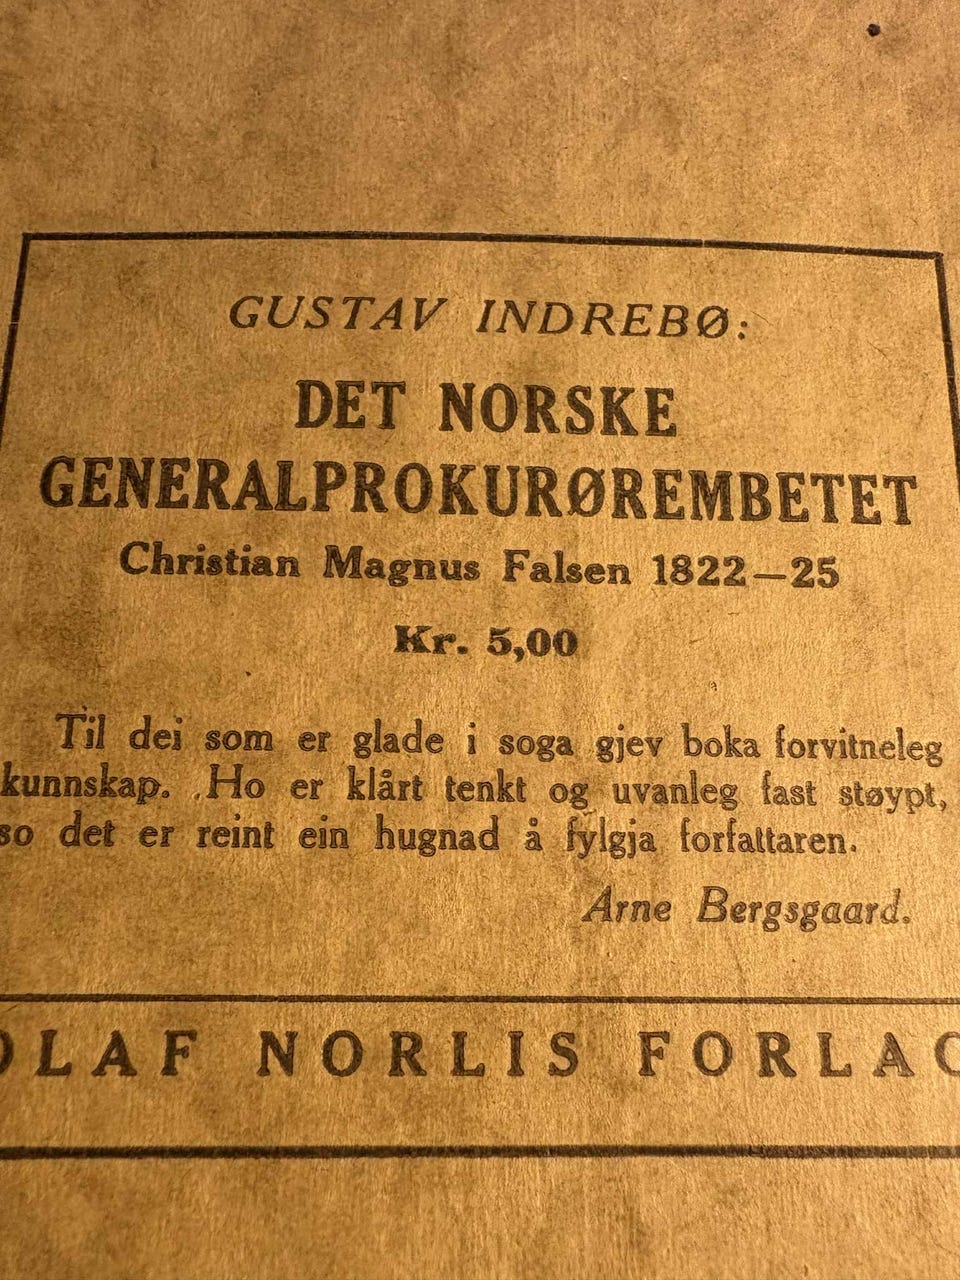 GUSTAV INDREBØ:
DET NORSKE
GENERALPROKURØREMBETET
Christian Magnus Falsen 1822—25
Kr. 5,00
Til dei som er glade i soga gjev boka forvitneleg
kunnskap. Ho er klårt tenkt og uvanleg fast støypt,
so det er reint ein hugnad å fylgja forfattaren.
Arne Bergsgaard.
OLAF NORLIS FORLAG